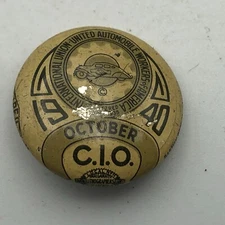 INTERNATIONAL UNION UNITED AUTOMOBILE WORKERS OF AMERICA
19 40
OCTOBER
C.I.O.